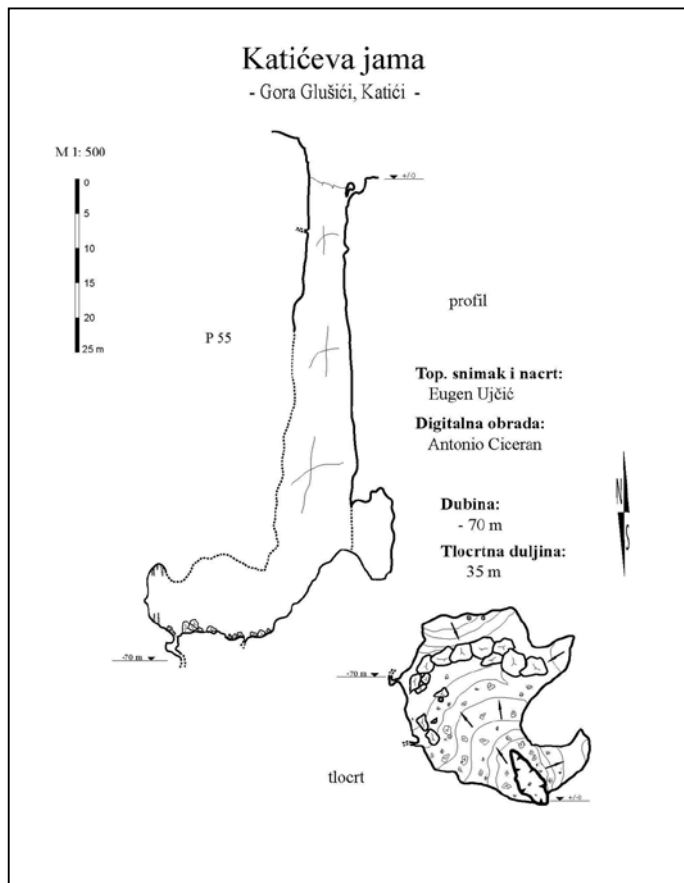 Katićeva jama
- Gora Glušići, Katići -
M 1: 500
0
5
10
15
20
25 m
+/-0
P 55
profil
Top. snimak i nacrt:
Eugen Ujčić
Digitalna obrada:
Antonio Ciceran
N
S
Dubina:
- 70 m
Tlocrtna duljina:
35 m
-70 m
-70 m
tlocrt
+/-0